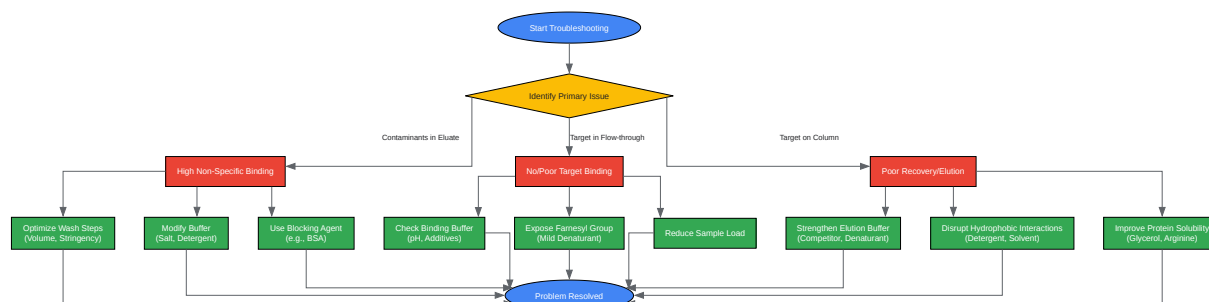 Start Troubleshooting
Identify Primary Issue
Contaminants in Eluate
Target in Flow-through
Target on Column
High Non-Specific Binding
No/Poor Target Binding
Poor Recovery/Elution
Optimize Wash Steps
(Volume, Stringency)
Modify Buffer
(Salt, Detergent)
Use Blocking Agent
(e.g., BSA)
Check Binding Buffer
(pH, Additives)
Expose Farnesyl Group
(Mild Denaturant)
Reduce Sample Load
Strengthen Elution Buffer
(Competitor, Denaturant)
Disrupt Hydrophobic Interactions
(Detergent, Solvent)
Improve Protein Solubility
(Glycerol, Arginine)
Problem Resolved